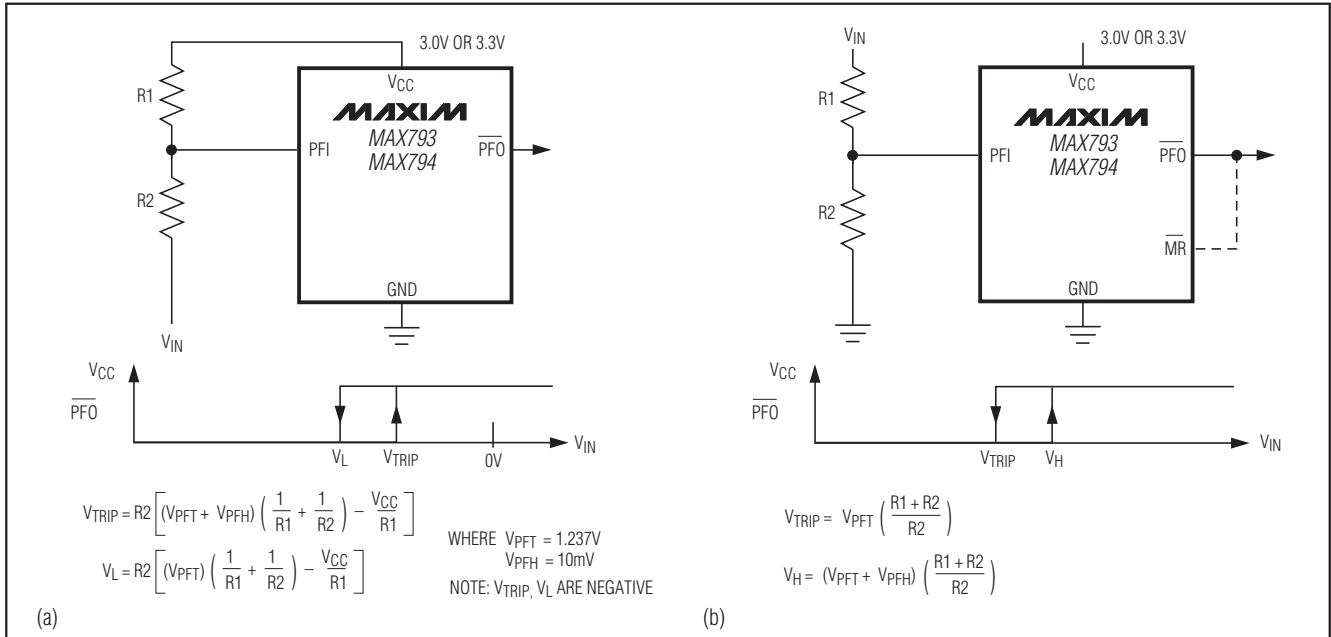 3.0V OR 3.3V
R1
VCC
MAXIM
MAX793
MAX794
PFI
PFO
R2
GND
VIN
VCC
PFO
VL
VTRIP
0V
VIN
VTRIP = R2 [(VPFT + VPFH) (1/R1 + 1/R2) – VCC/R1]
VL = R2 [(VPFT) (1/R1 + 1/R2) – VCC/R1]
WHERE VPFT = 1.237V
VPFH = 10mV
NOTE: VTRIP, VL ARE NEGATIVE
(a)
VIN
3.0V OR 3.3V
R1
VCC
MAXIM
MAX793
MAX794
PFI
PFO
R2
MR
GND
VCC
PFO
VTRIP
VH
VIN
VTRIP = VPFT (R1 + R2/R2)
VH = (VPFT + VPFH) (R1 + R2/R2)
(b)